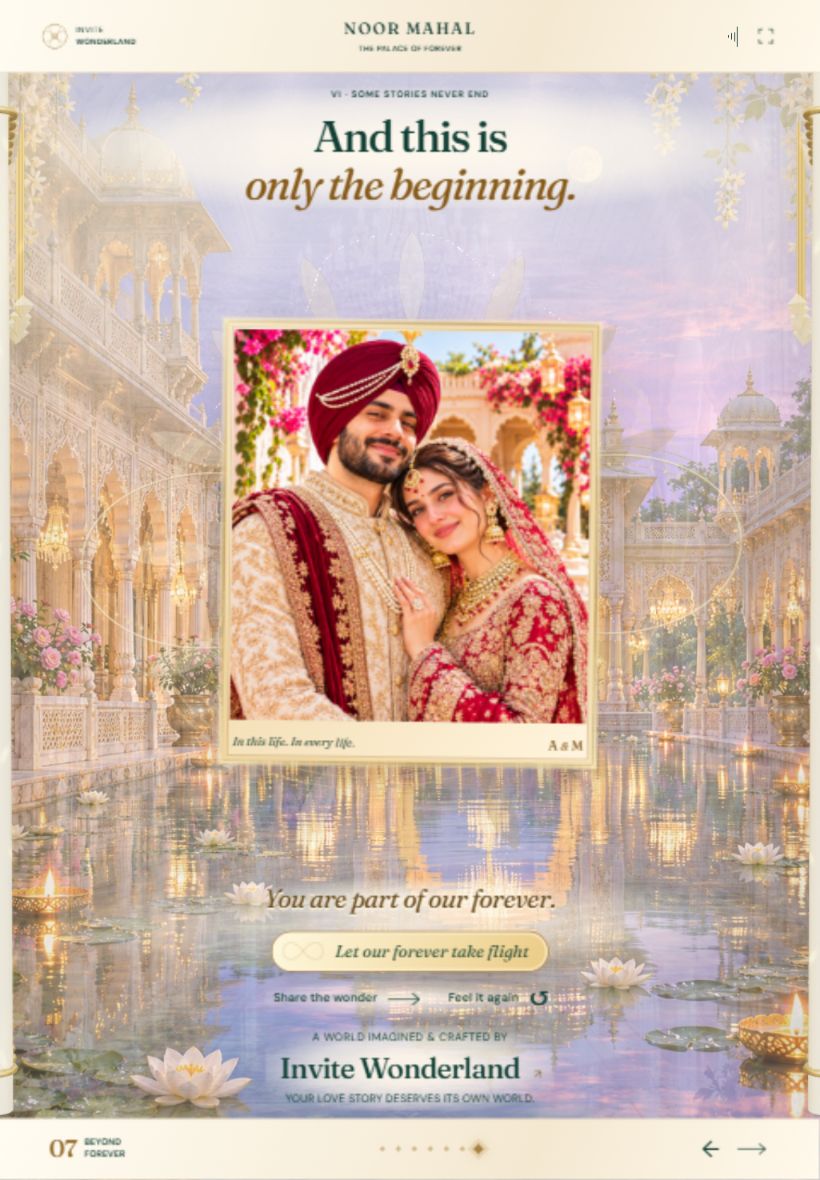 INVITE
WONDERLAND
NOOR MAHAL
THE PALACE OF FOREVER
VI · SOME STORIES NEVER END
And this is
only the beginning.
In this life. In every life.
A & M
You are part of our forever.
Let our forever take flight
Share the wonder
Feel it again
A WORLD IMAGINED & CRAFTED BY
Invite Wonderland
YOUR LOVE STORY DESERVES ITS OWN WORLD.
07
BEYOND
FOREVER